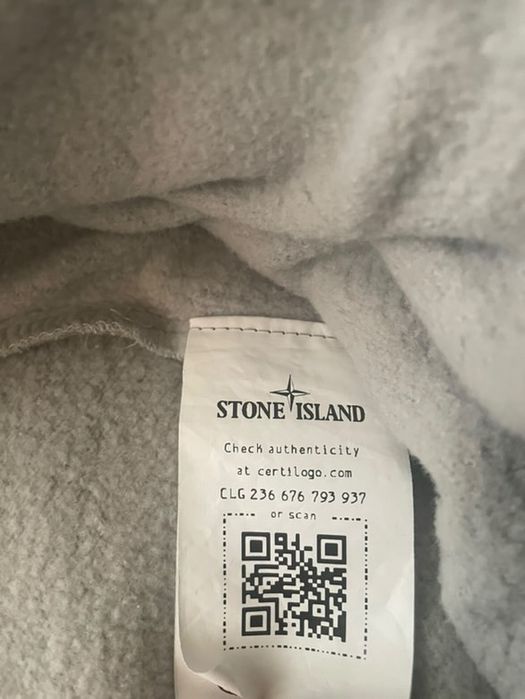 STONE ISLAND
Check authenticity
at certilogo.com
CLG 236 676 793 937
or scan